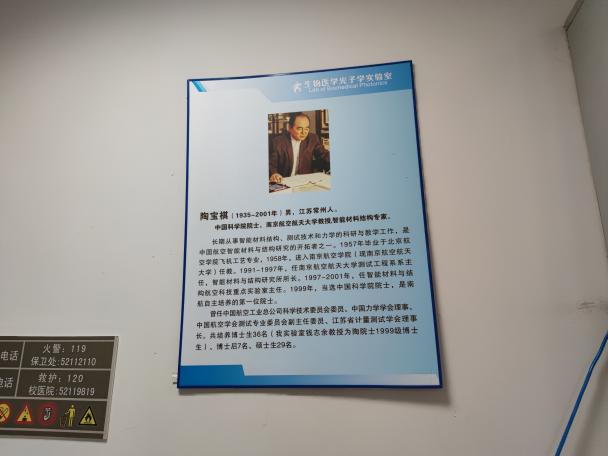 生物医学光子学实验室
Lab of Biomedical Photonics
陶宝祺（1935-2001年）男，江苏常州人。
中国科学院院士，南京航空航天大学教授,智能材料结构专家。
长期从事智能材料结构、测试技术和力学的科研与教学工作，是
中国航空智能材料与结构研究的开拓者之一。1957年毕业于北京航
空学院飞机工艺专业，1958年，进入南京航空学院（现南京航空航天
大学）任教。1991-1997年，任南京航空航天大学测试工程系系主
任，智能材料与结构研究所所长。1997-2001年，任智能材料与结
构航空科技重点实验室主任。1999年，当选中国科学院院士，是南
航自主培养的第一位院士。
曾任中国航空工业总公司科学技术委员会委员、中国力学学会理事、
中国航空学会测试专业委员会副主任委员、江苏省计量测试学会理事
长。共培养博士生36名（我实验室钱志余教授为陶院士1999级博士
生）、博士后7名、硕士生29名。
电话
火警：119
保卫处:52112110
电话
救护：120
校医院:52119819